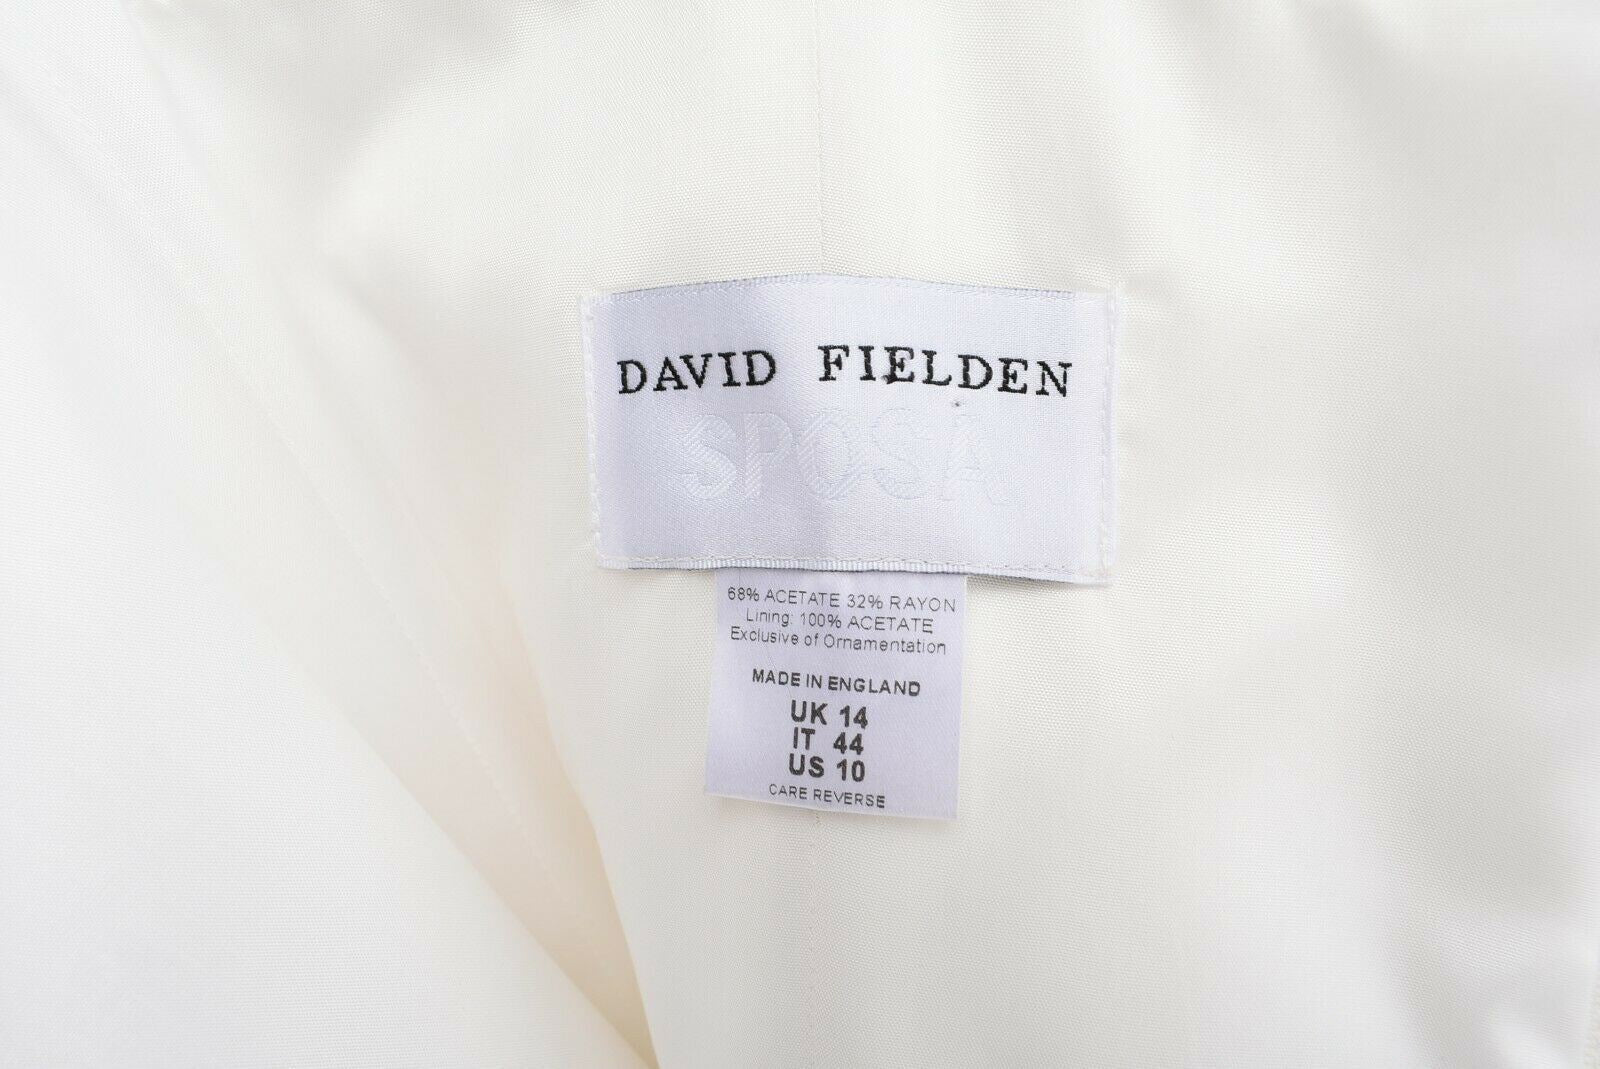 DAVID FIELDEN
SPOSA
68% ACETATE 32% RAYON
Lining: 100% ACETATE
Exclusive of Ornamentation
MADE IN ENGLAND
UK 14
IT 44
US 10
CARE REVERSE